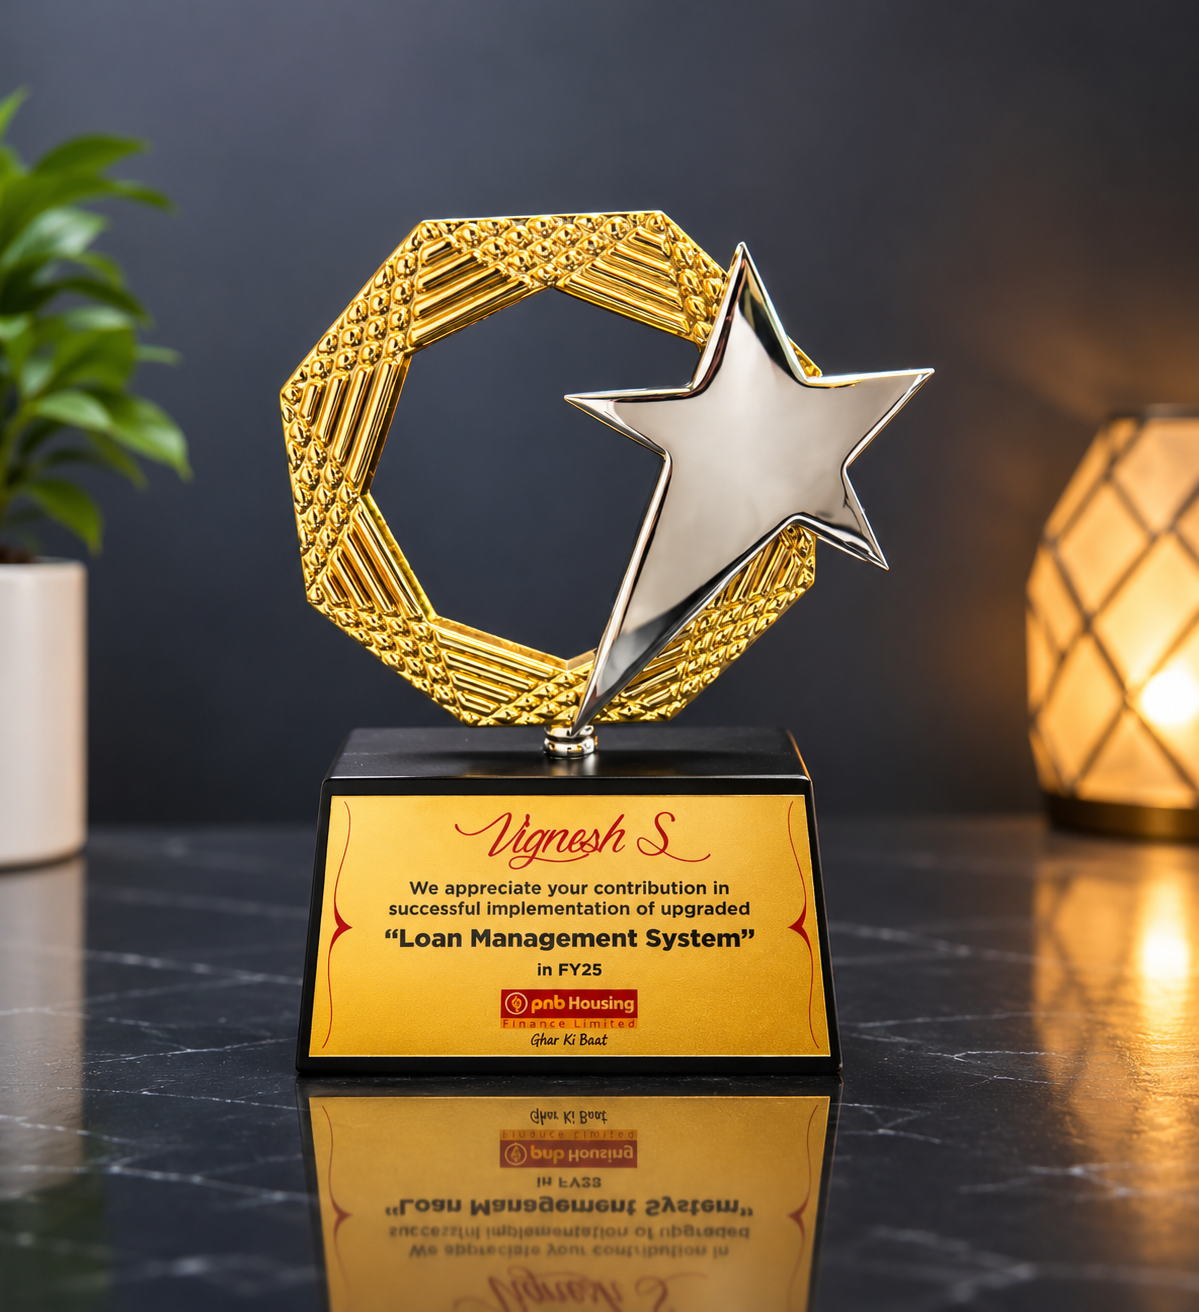 Vignesh S
We appreciate your contribution in
successful implementation of upgraded
“Loan Management System”
in FY25
pnb Housing
Finance Limited
Ghar Ki Baat